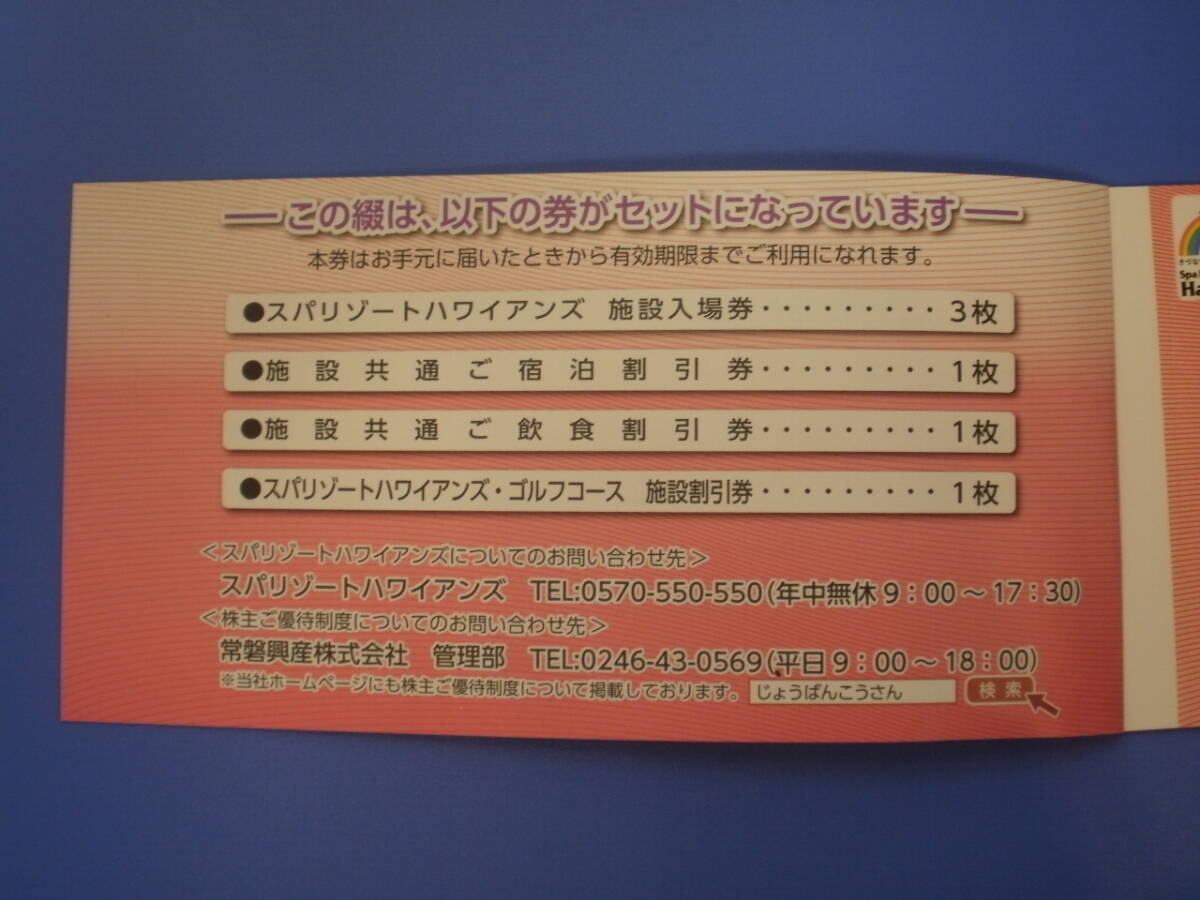 この綴は、以下の券がセットになっています
本券はお手元に届いたときから有効期限までご利用になれます。
●スパリゾートハワイアンズ 施設入場券・・・・・・・・・3枚
●施設共通ご宿泊割引券・・・・・・・・・1枚
●施設共通ご飲食割引券・・・・・・・・・1枚
●スパリゾートハワイアンズ・ゴルフコース 施設割引券・・・・・・・・・1枚
＜スパリゾートハワイアンズについてのお問い合わせ先＞
スパリゾートハワイアンズ TEL:0570-550-550(年中無休 9：00～17：30)
＜株主ご優待制度についてのお問い合わせ先＞
常磐興産株式会社 管理部 TEL:0246-43-0569(平日 9：00～18：00)
※当社ホームページにも株主ご優待制度について掲載しております。 じょうばんこうさん 検索
Spa
Ha